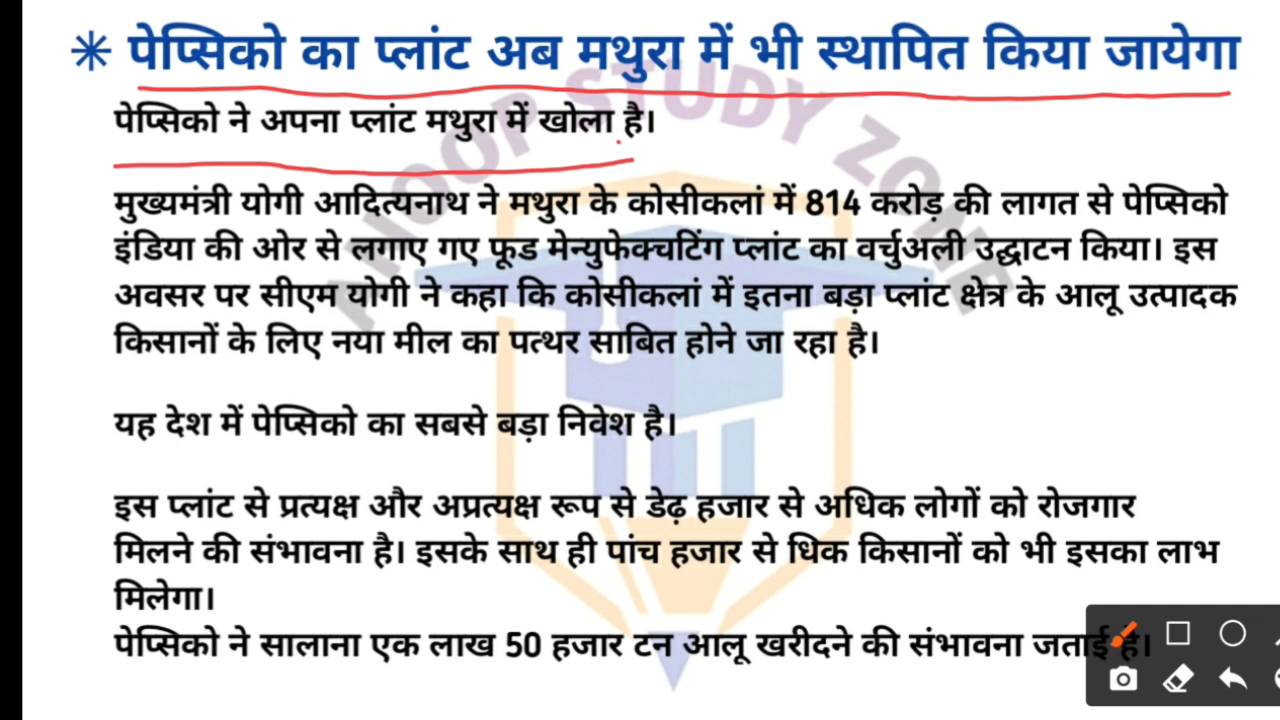 * पेप्सिको का प्लांट अब मथुरा में भी स्थापित किया जायेगा
पेप्सिको ने अपना प्लांट मथुरा में खोला है।
मुख्यमंत्री योगी आदित्यनाथ ने मथुरा के कोसीकलां में 814 करोड़ की लागत से पेप्सिको
इंडिया की ओर से लगाए गए फूड मेन्युफेक्चटिंग प्लांट का वर्चुअली उद्घाटन किया। इस
अवसर पर सीएम योगी ने कहा कि कोसीकलां में इतना बड़ा प्लांट क्षेत्र के आलू उत्पादक
किसानों के लिए नया मील का पत्थर साबित होने जा रहा है।
यह देश में पेप्सिको का सबसे बड़ा निवेश है।
इस प्लांट से प्रत्यक्ष और अप्रत्यक्ष रूप से डेढ़ हजार से अधिक लोगों को रोजगार
मिलने की संभावना है। इसके साथ ही पांच हजार से धिक किसानों को भी इसका लाभ
मिलेगा।
पेप्सिको ने सालाना एक लाख 50 हजार टन आलू खरीदने की संभावना जताई है।
ANOOP STUDY ZONE